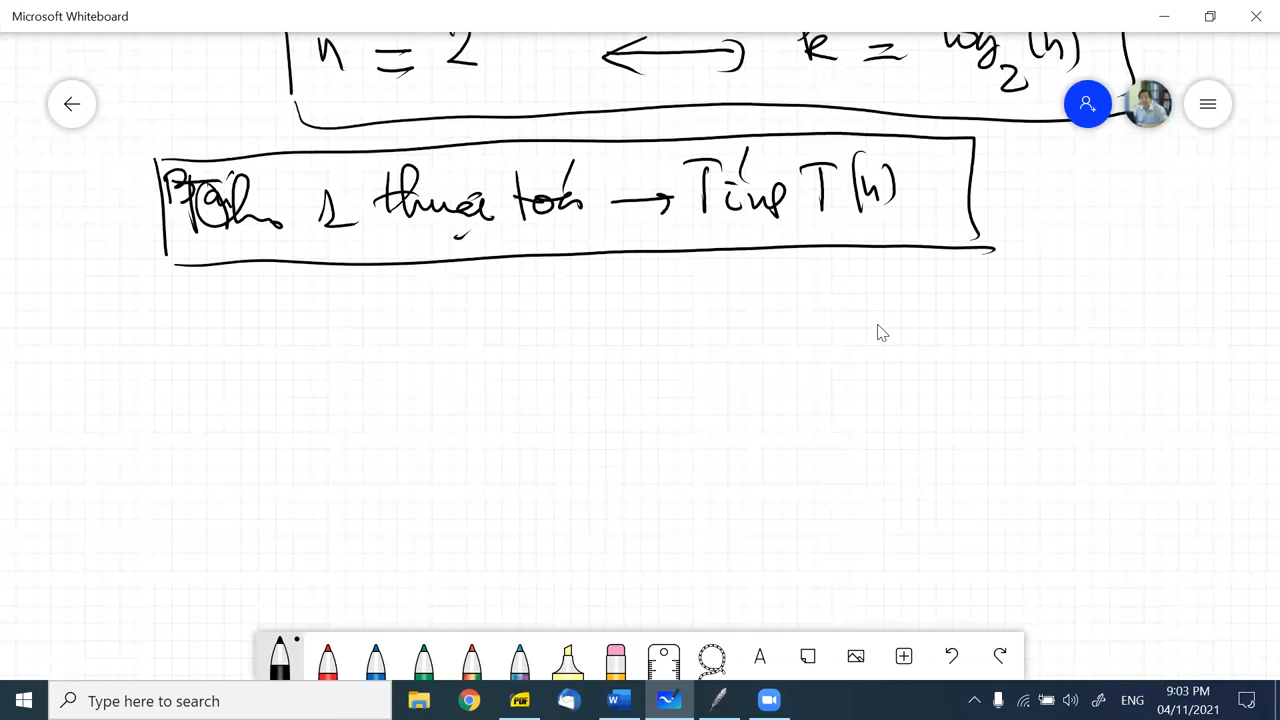 Microsoft Whiteboard
n = 2 ⟷ k = log₂(n)
1 thuật toán → Tính T(n)
Type here to search
PDF
ENG
9:03 PM
04/11/2021